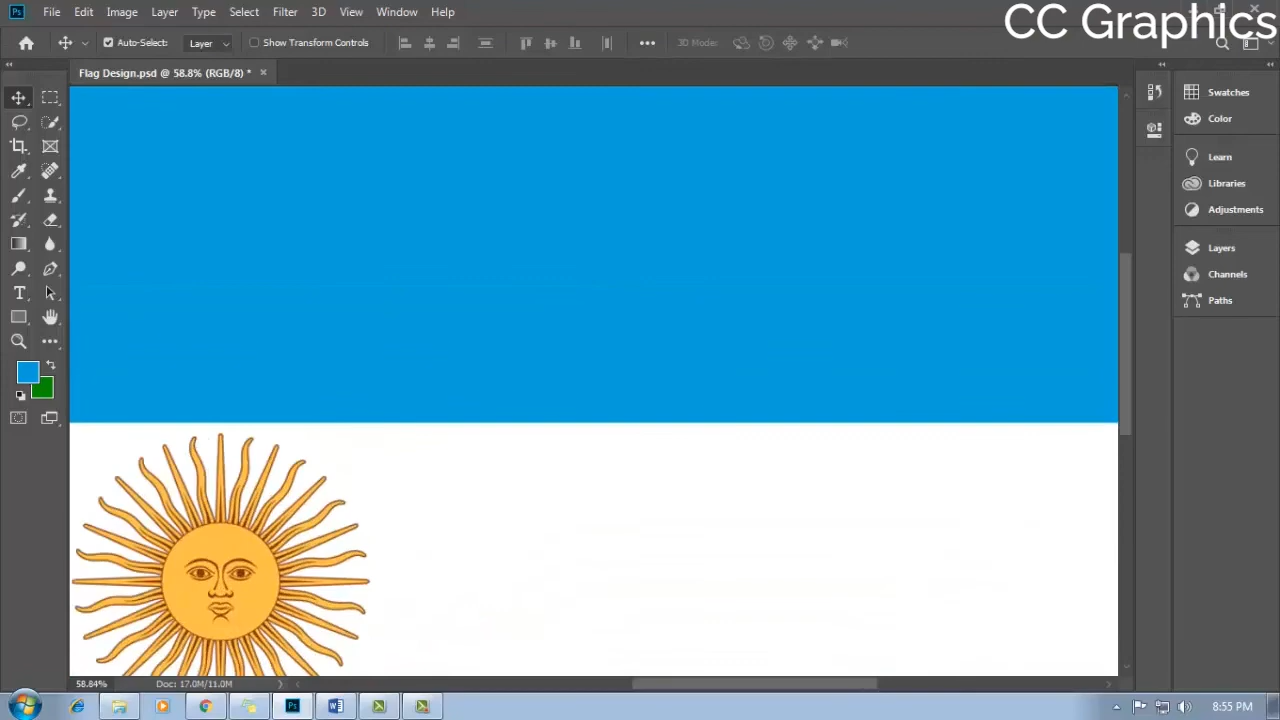 CC Graphics
Ps File Edit Image Layer Type Select Filter 3D View Window Help
Auto-Select: Layer Show Transform Controls 3D Mode:
Flag Design.psd @ 58.8% (RGB/8) *
Swatches
Color
Learn
Libraries
Adjustments
Layers
Channels
Paths
58.84% Doc: 17.0M/11.0M
Ps 8:55 PM